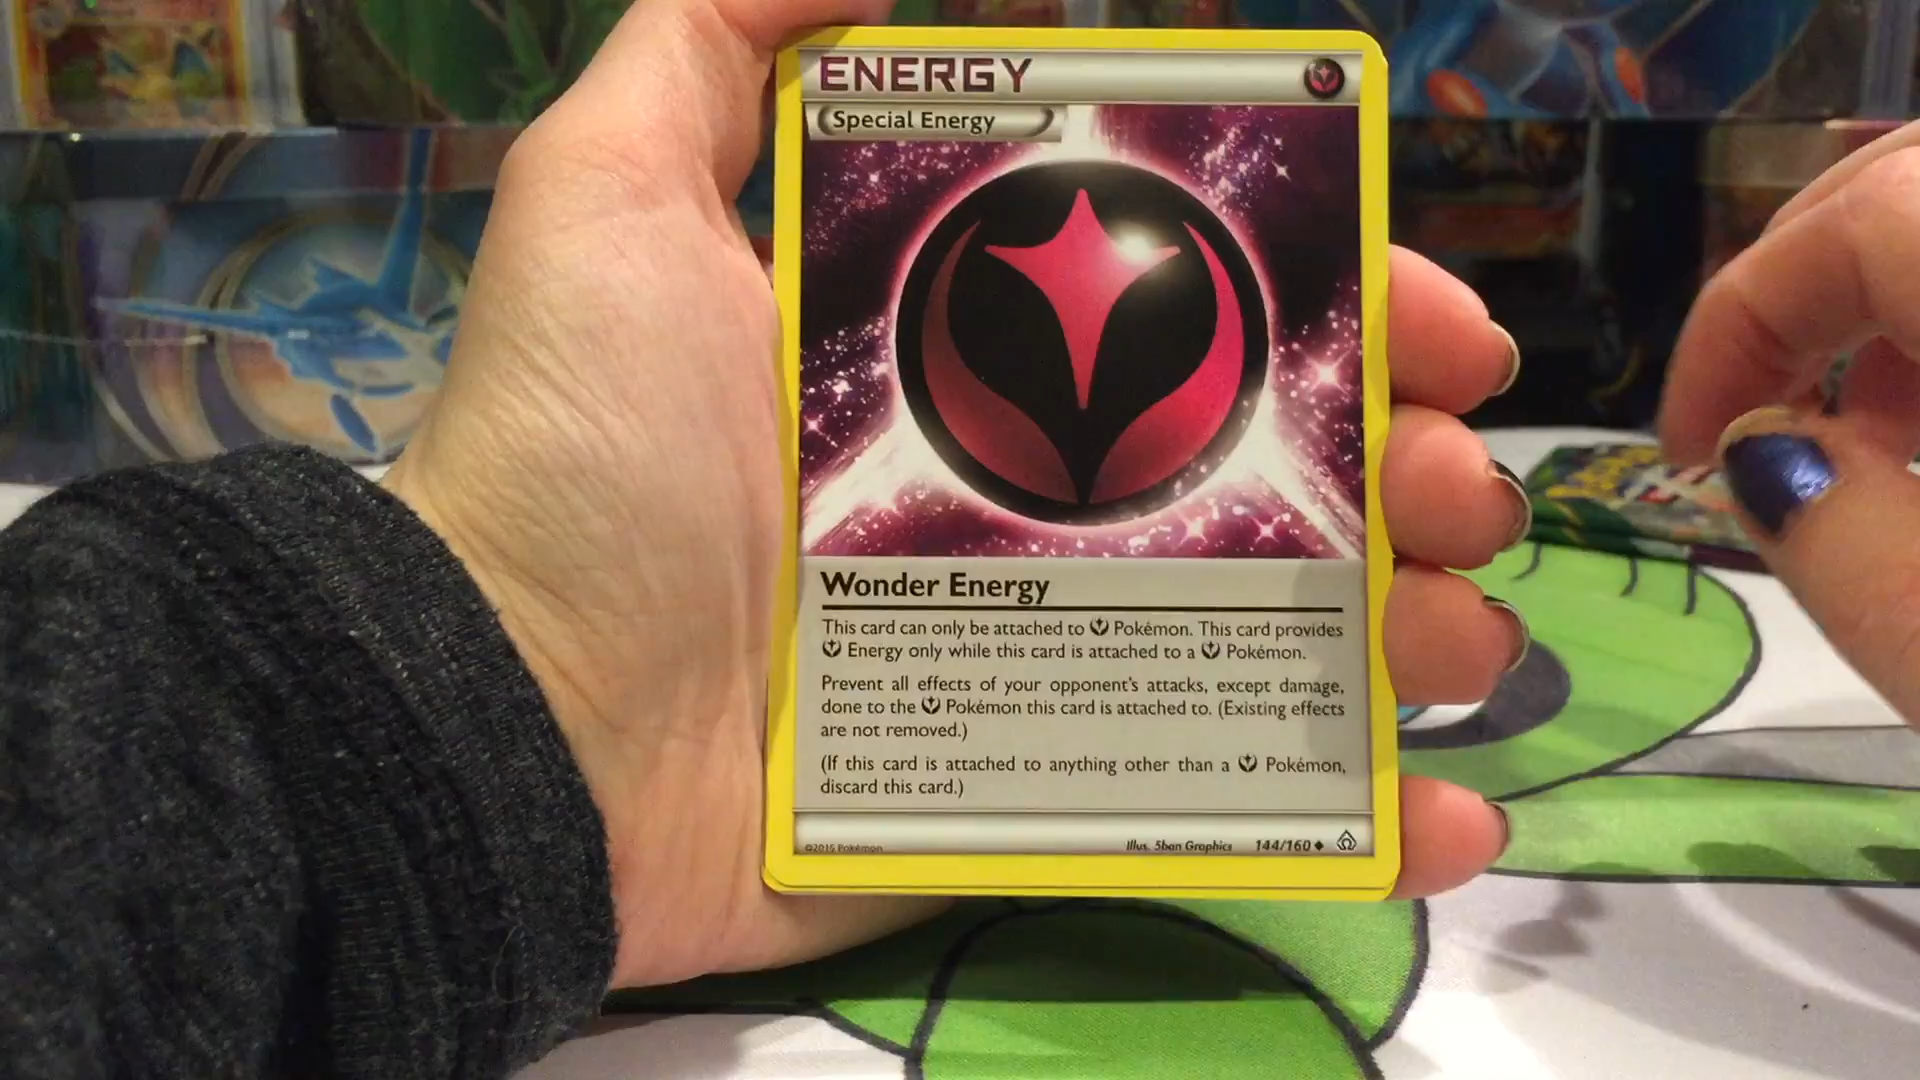 ENERGY
Special Energy
Wonder Energy
This card can only be attached to Pokémon. This card provides
Energy only while this card is attached to a Pokémon.
Prevent all effects of your opponent's attacks, except damage,
done to the Pokémon this card is attached to. (Existing effects
are not removed.)
(If this card is attached to anything other than a Pokémon,
discard this card.)
©2015 Pokémon
Illus. 5ban Graphics 144/160